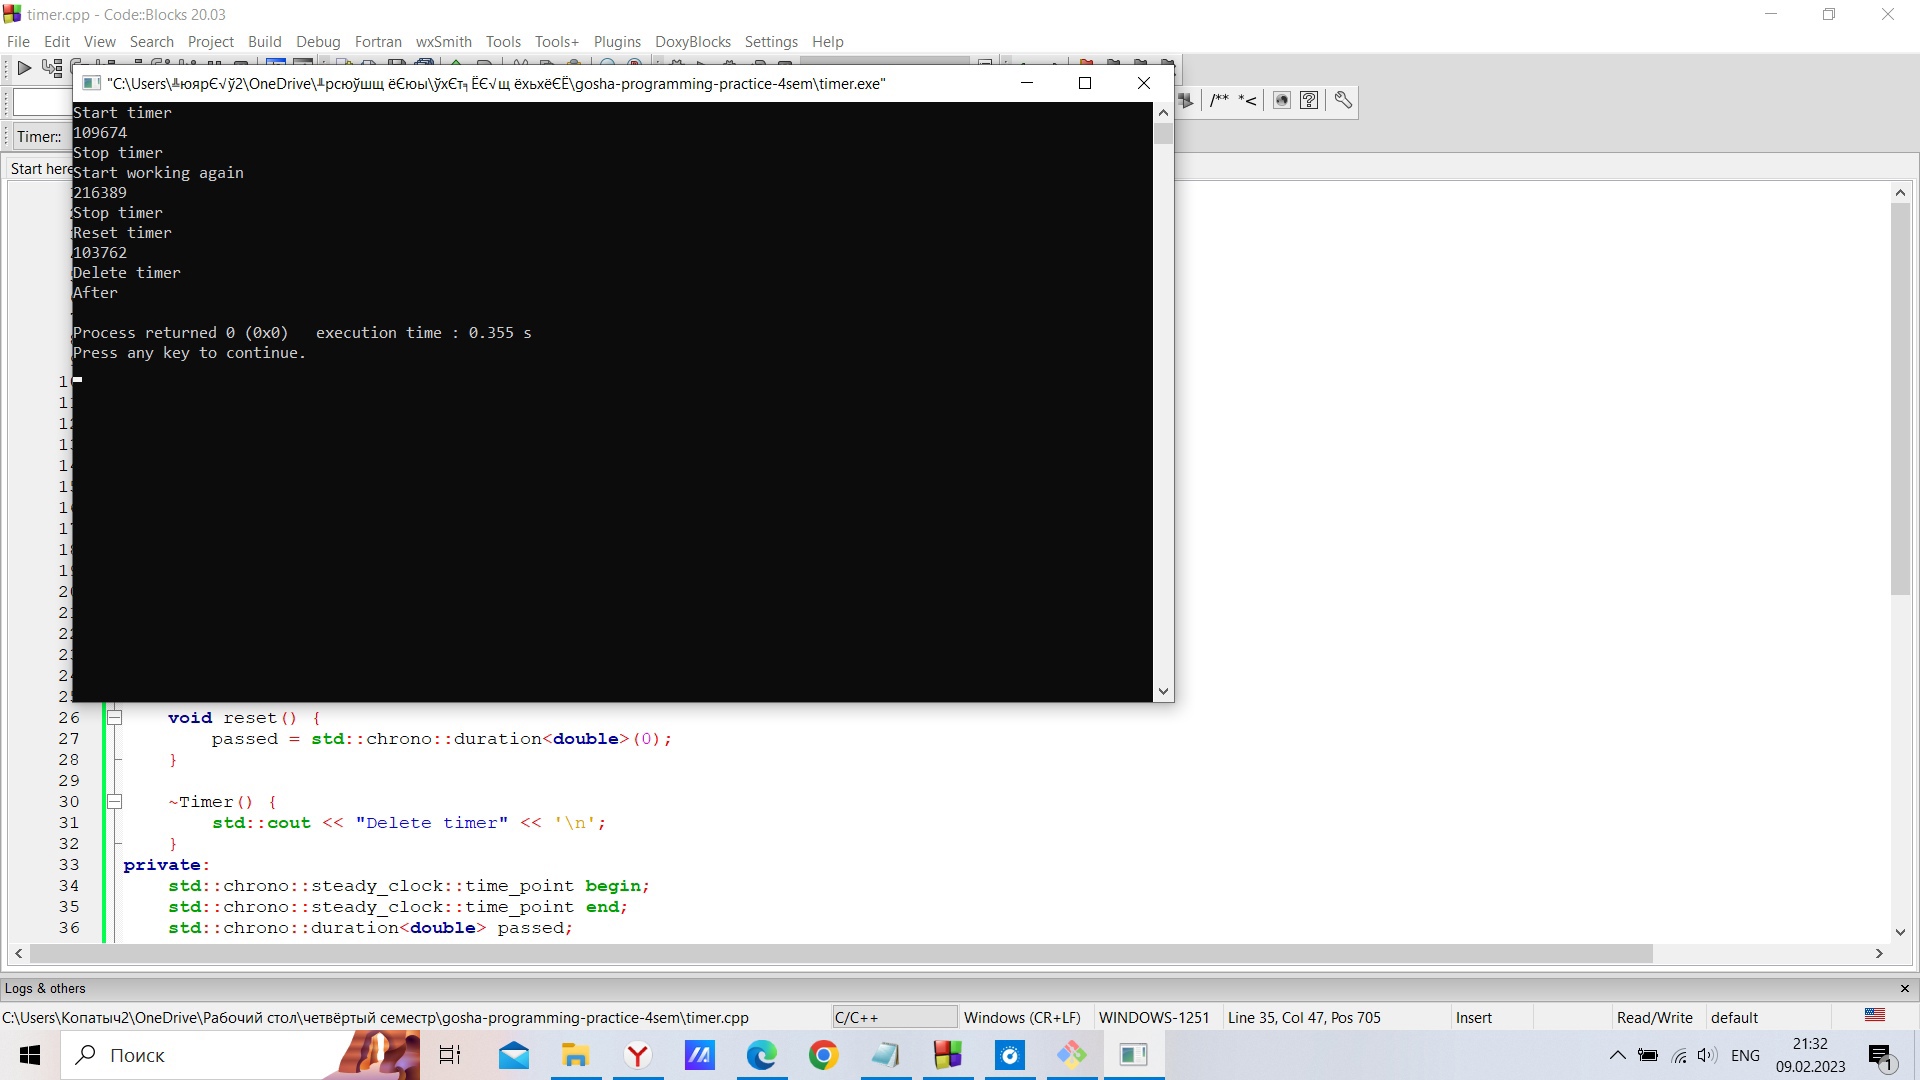 timer.cpp - Code::Blocks 20.03
File Edit View Search Project Build Debug Fortran wxSmith Tools Tools+ Plugins DoxyBlocks Settings Help
"C:\Users\╩юярЄ√ў2\OneDrive\╨рсюўшщ ёЄюы\ўхЄт╕ЁЄ√щ ёхьхёЄЁ\gosha-programming-practice-4sem\timer.exe"
/** *<
Timer::
Start here
Start timer
109674
Stop timer
Start working again
216389
Stop timer
Reset timer
103762
Delete timer
After
Process returned 0 (0x0) execution time : 0.355 s
Press any key to continue.
26 void reset() {
27 passed = std::chrono::duration<double>(0);
28 }
29
30 ~Timer() {
31 std::cout << "Delete timer" << '\n';
32 }
33 private:
34 std::chrono::steady_clock::time_point begin;
35 std::chrono::steady_clock::time_point end;
36 std::chrono::duration<double> passed;
Logs & others
C:\Users\Копатыч2\OneDrive\Рабочий стол\четвёртый семестр\gosha-programming-practice-4sem\timer.cpp C/C++ Windows (CR+LF) WINDOWS-1251 Line 35, Col 47, Pos 705 Insert Read/Write default
Поиск ENG 21:32
09.02.2023 1